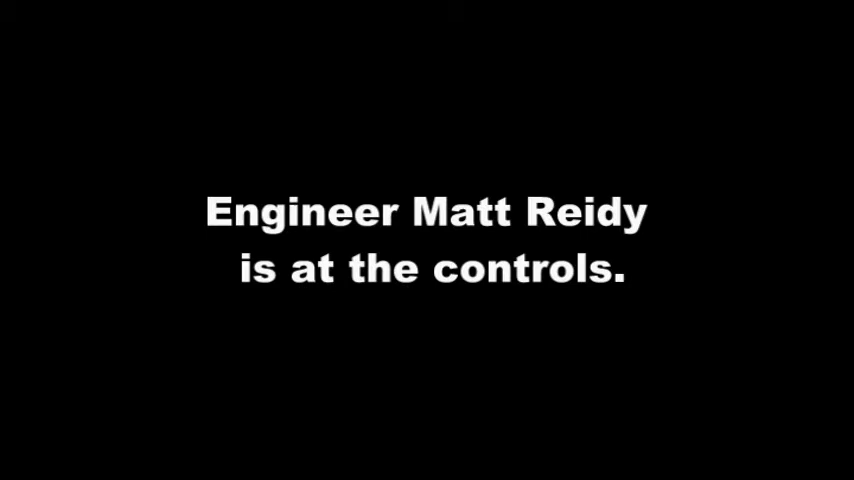 Engineer Matt Reidy
is at the controls.